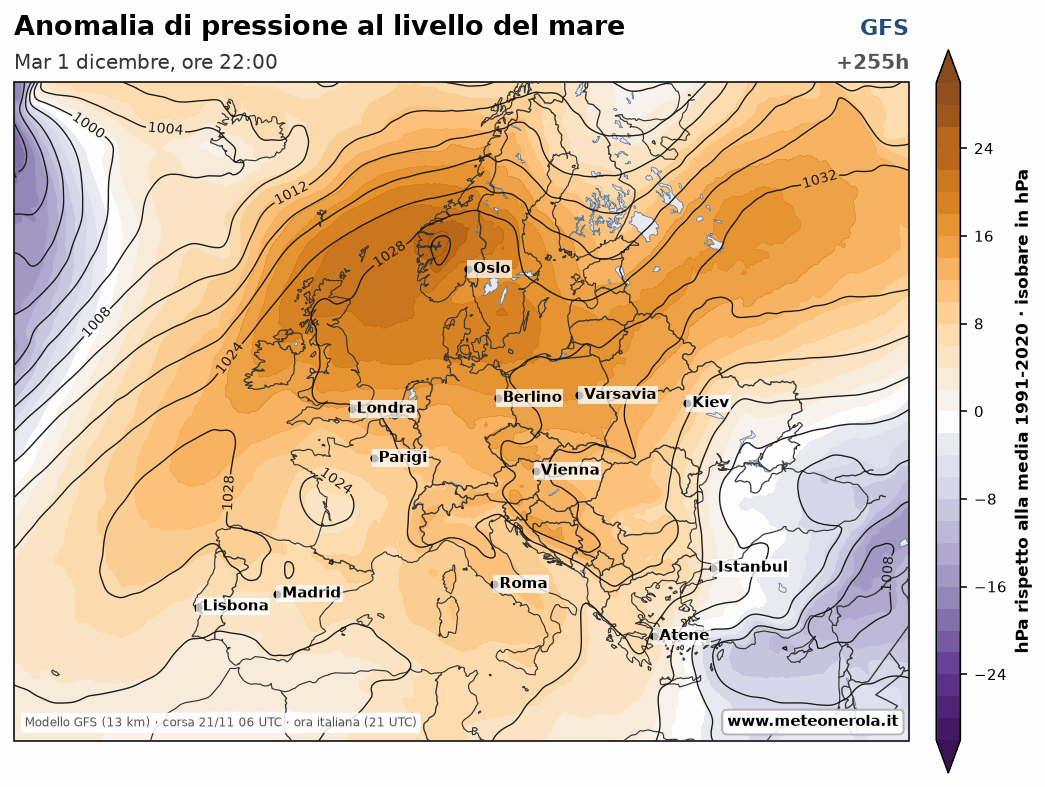 Anomalia di pressione al livello del mare
GFS
Mar 1 dicembre, ore 22:00
+255h
1000
1004
1012
1032
1028
Oslo
1008
1024
Londra
Berlino
Varsavia
Kiev
Parigi
Vienna
1024
1028
Istanbul
1008
Roma
Madrid
Lisbona
Atene
Modello GFS (13 km) · corsa 21/11 06 UTC · ora italiana (21 UTC)
www.meteonerola.it
24
16
8
0
−8
−16
−24
hPa rispetto alla media 1991-2020 · isobare in hPa